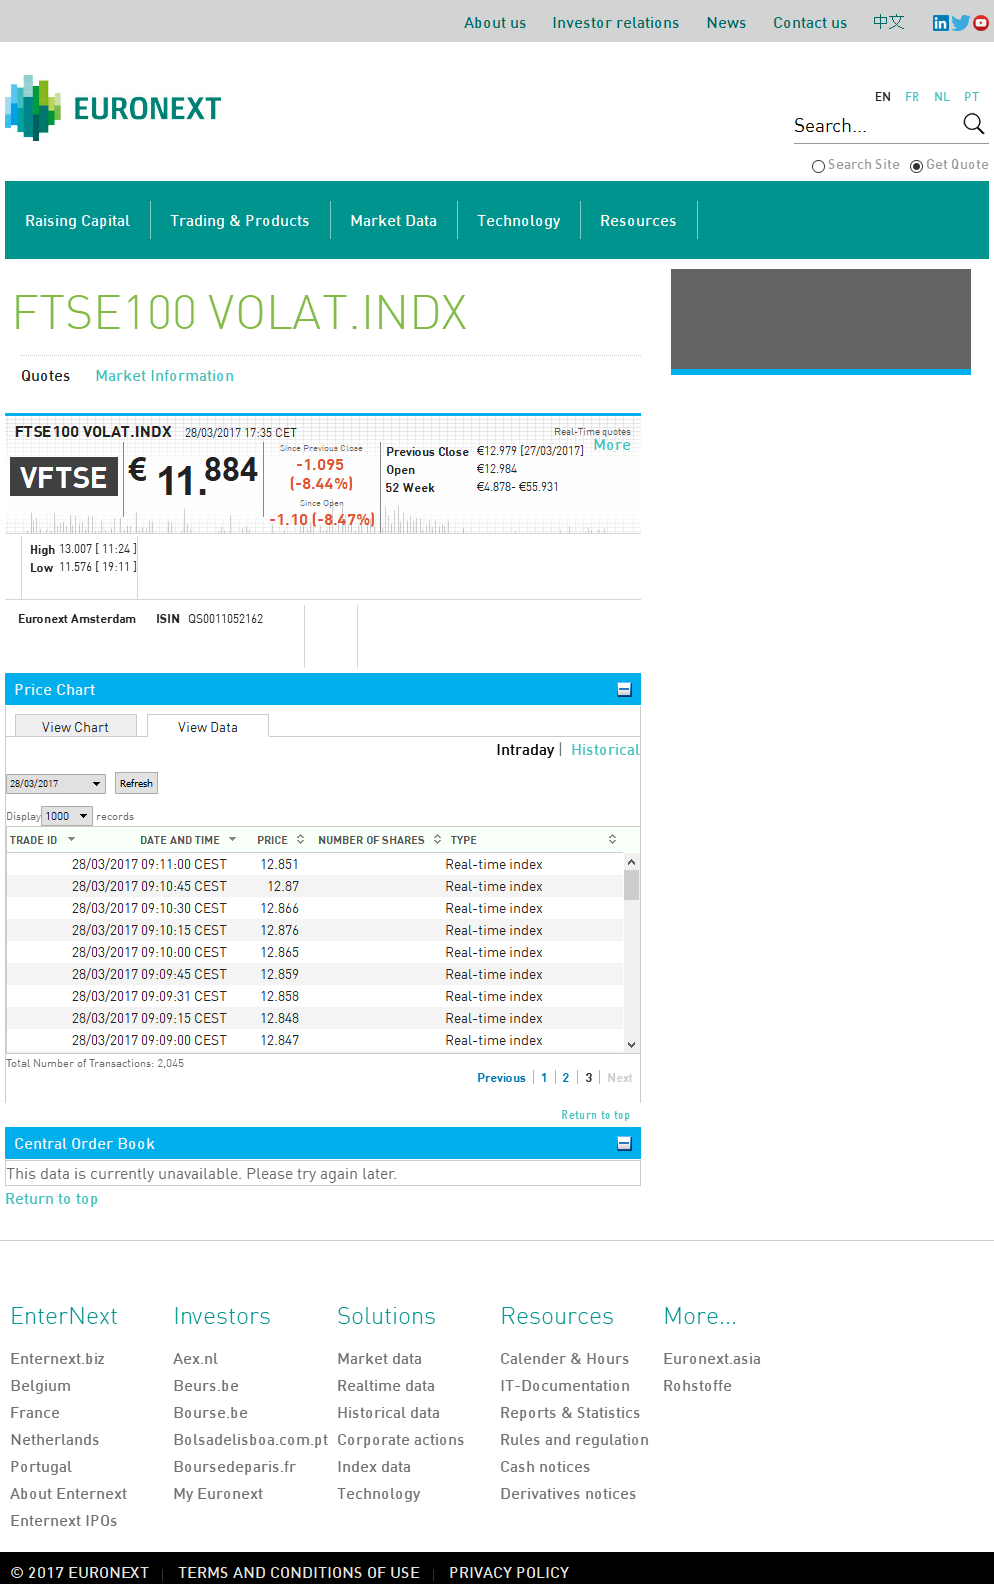 About us Investor relations News Contact us 中文
EURONEXT
EN FR NL PT
Search...
Search Site Get Quote
Raising Capital Trading & Products Market Data Technology Resources
FTSE100 VOLAT.INDX
Quotes Market Information
FTSE100 VOLAT.INDX 28/03/2017 17:35 CET
VFTSE
€ 11.884
Since Previous Close
-1.095
(-8.44%)
Since Open
-1.10 (-8.47%)
Real-Time quotes
More
Previous Close €12.979 [27/03/2017]
Open €12.984
52 Week €4.878- €55.931
High 13.007 [ 11:24 ]
Low 11.576 [ 19:11 ]
Euronext Amsterdam ISIN QS0011052162
Price Chart
View Chart View Data
Intraday | Historical
28/03/2017 Refresh
Display 1000 records
TRADE ID DATE AND TIME PRICE NUMBER OF SHARES TYPE
28/03/2017 09:11:00 CEST 12.851 Real-time index
28/03/2017 09:10:45 CEST 12.87 Real-time index
28/03/2017 09:10:30 CEST 12.866 Real-time index
28/03/2017 09:10:15 CEST 12.876 Real-time index
28/03/2017 09:10:00 CEST 12.865 Real-time index
28/03/2017 09:09:45 CEST 12.859 Real-time index
28/03/2017 09:09:31 CEST 12.858 Real-time index
28/03/2017 09:09:15 CEST 12.848 Real-time index
28/03/2017 09:09:00 CEST 12.847 Real-time index
Total Number of Transactions: 2,045
Previous 1 2 3 Next
Return to top
Central Order Book
This data is currently unavailable. Please try again later.
Return to top
EnterNext Investors Solutions Resources More...
Enternext.biz Aex.nl Market data Calender & Hours Euronext.asia
Belgium Beurs.be Realtime data IT-Documentation Rohstoffe
France Bourse.be Historical data Reports & Statistics
Netherlands Bolsadelisboa.com.pt Corporate actions Rules and regulation
Portugal Boursedeparis.fr Index data Cash notices
About Enternext My Euronext Technology Derivatives notices
Enternext IPOs
© 2017 EURONEXT TERMS AND CONDITIONS OF USE PRIVACY POLICY